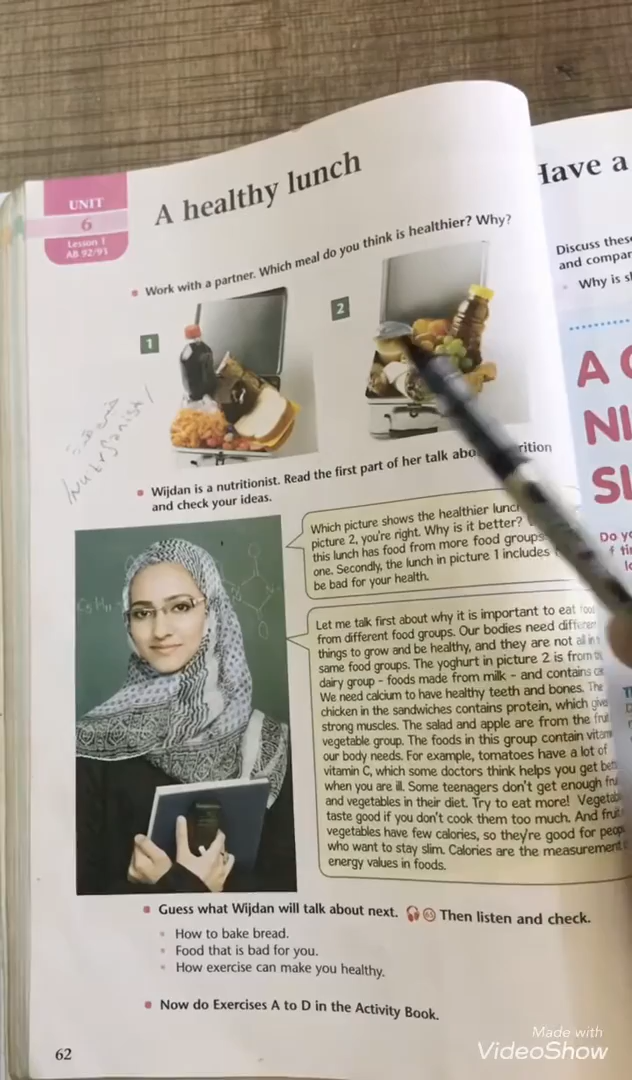 UNIT
6
Lesson 1
AB 92/91
A healthy lunch
Work with a partner. Which meal do you think is healthier? Why?
1
2
Wijdan is a nutritionist. Read the first part of her talk
and check your ideas.
Which picture shows the healthier
picture 2, you're right. Why is it better?
this lunch has food from more food groups
one. Secondly, the lunch in picture 1 includes
be bad for your health.
Let me talk first about why it is important to eat food
from different food groups. Our bodies need different
things to grow and be healthy, and they are not all in
same food groups. The yoghurt in picture 2 is from
dairy group - foods made from milk - and contains
We need calcium to have healthy teeth and bones. The
chicken in the sandwiches contains protein, which
strong muscles. The salad and apple are from the
vegetable group. The foods in this group contain
our body needs. For example, tomatoes have a lot of
vitamin C, which some doctors think helps you get
when you are ill. Some teenagers don't get enough
and vegetables in their diet. Try to eat more!
taste good if you don't cook them too much. And
vegetables have few calories, so they're good for
who want to stay slim. Calories are the measurement
energy values in foods.
Guess what Wijdan will talk about next. Then listen and check.
How to bake bread.
Food that is bad for you.
How exercise can make you healthy.
Now do Exercises A to D in the Activity Book.
62
Have a
Discuss these
and compar
Why is
A
NI
SL
Do
Made with
VideoShow